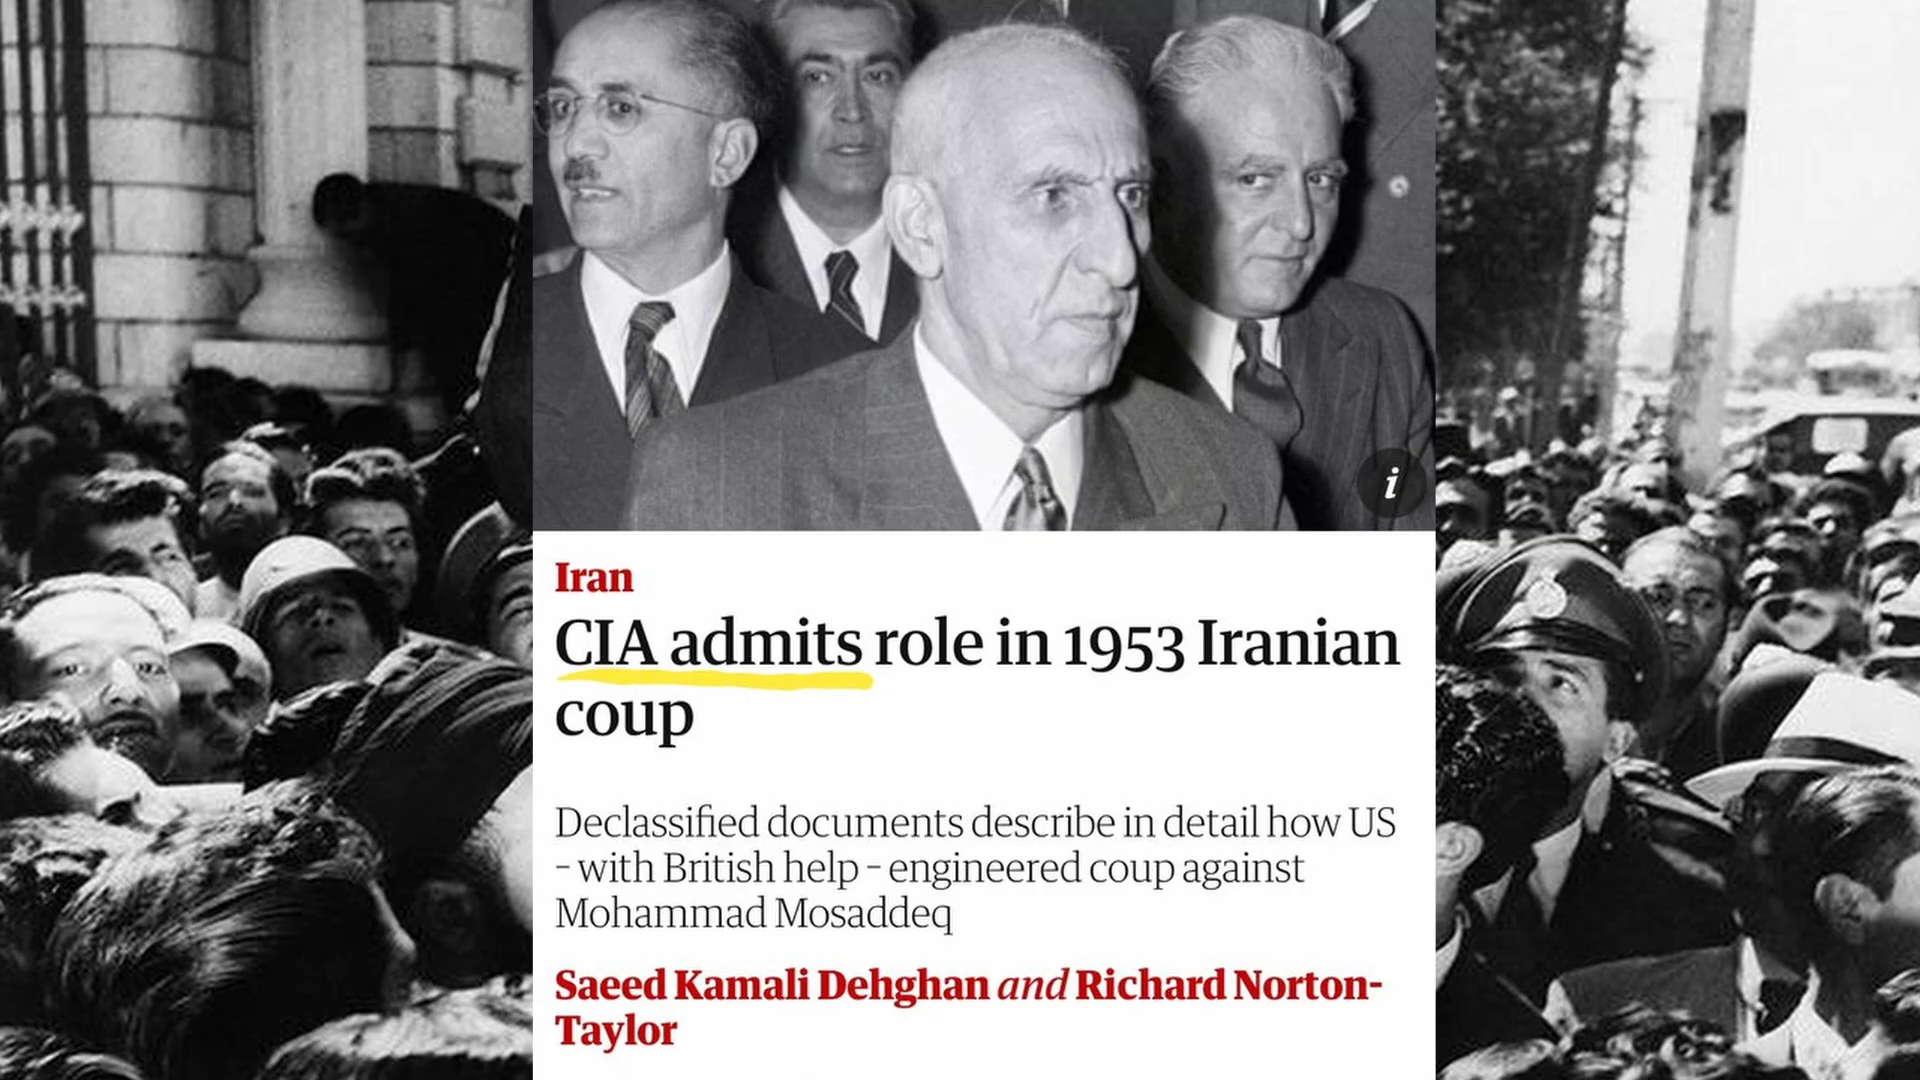 i
Iran
CIA admits role in 1953 Iranian
coup
Declassified documents describe in detail how US
– with British help – engineered coup against
Mohammad Mosaddeq
Saeed Kamali Dehghan and Richard Norton-
Taylor